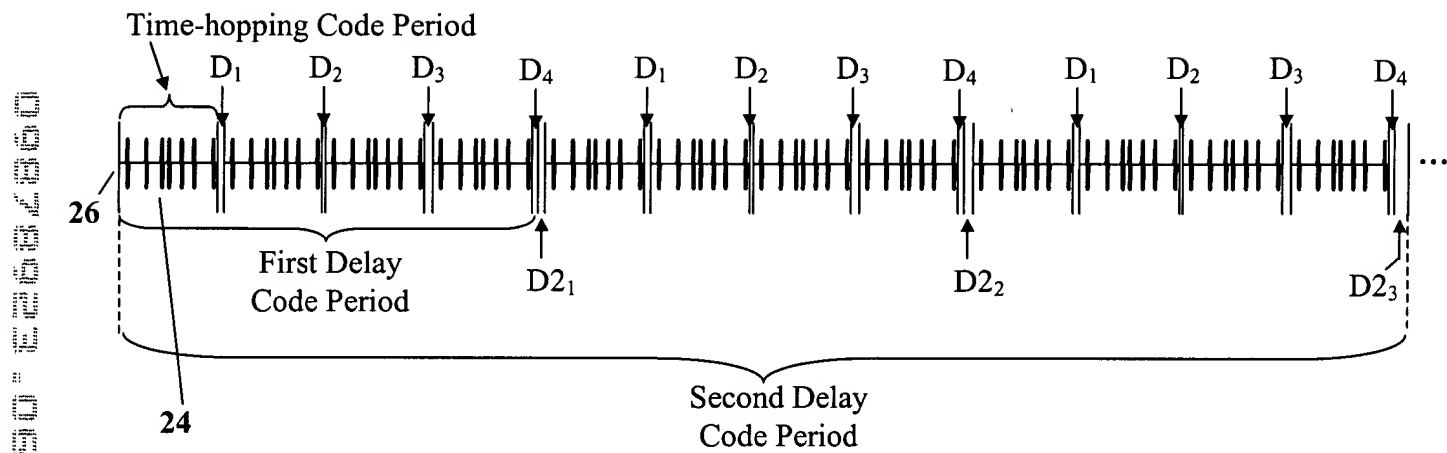 Time-hopping Code Period
D₁ D₂ D₃ D₄ D₁ D₂ D₃ D₄ D₁ D₂ D₃ D₄
...
26
First Delay
Code Period
D2₁ D2₂ D2₃
Second Delay
Code Period
24